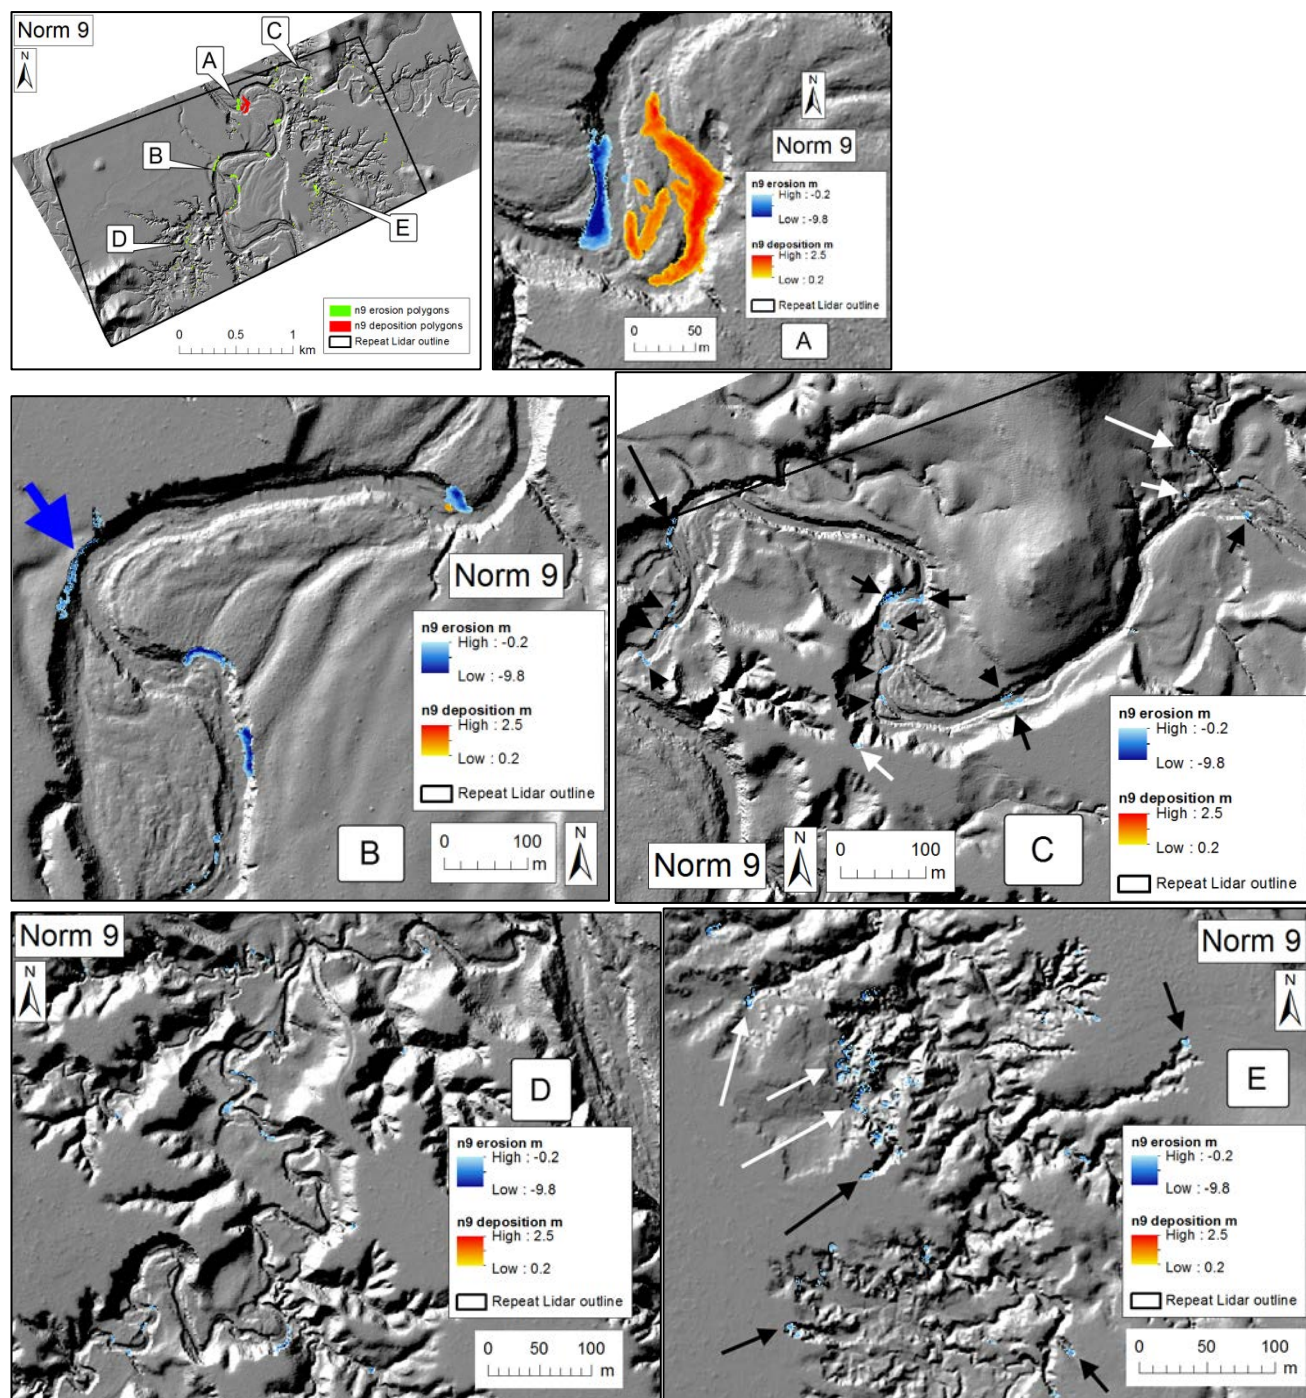 Norm 9
N
A
B
C
D
E
n9 erosion polygons
n9 deposition polygons
Repeat Lidar outline
0 0.5 1
km
N
Norm 9
n9 erosion m
High : -0.2
Low : -9.8
n9 deposition m
High : 2.5
Low : 0.2
Repeat Lidar outline
0 50
m
A
Norm 9
n9 erosion m
High : -0.2
Low : -9.8
n9 deposition m
High : 2.5
Low : 0.2
Repeat Lidar outline
B
0 100
m
N
n9 erosion m
High : -0.2
Low : -9.8
n9 deposition m
High : 2.5
Low : 0.2
Repeat Lidar outline
Norm 9
N
0 100
m
C
Norm 9
N
D
n9 erosion m
High : -0.2
Low : -9.8
n9 deposition m
High : 2.5
Low : 0.2
Repeat Lidar outline
0 50 100
m
Norm 9
N
E
n9 erosion m
High : -0.2
Low : -9.8
n9 deposition m
High : 2.5
Low : 0.2
Repeat Lidar outline
0 50 100
m